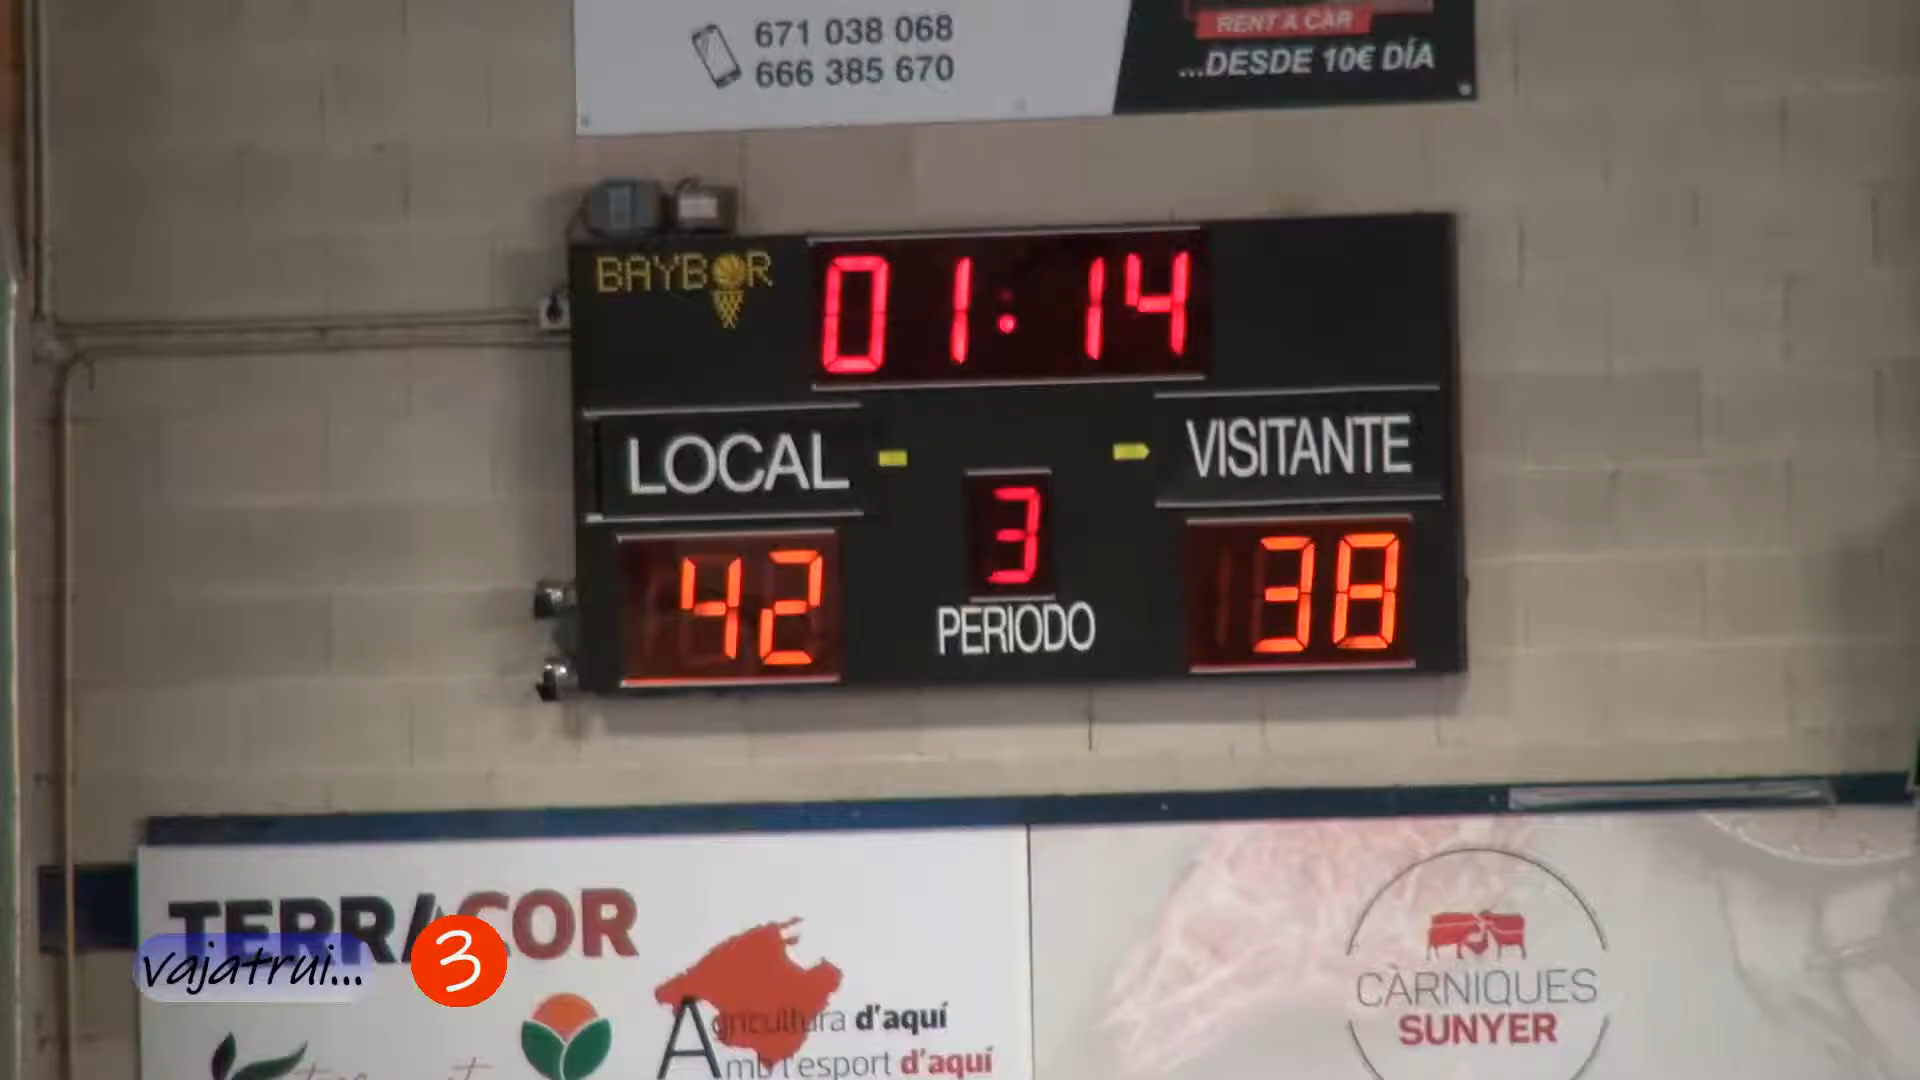 671 038 068
666 385 670
RENT A CAR
...DESDE 10€ DÍA
BAYBOR
01:14
LOCAL
VISITANTE
3
42
38
PERIODO
TERRACOR
vajatrui...
3
Agricultura d'aquí
Amb l'esport d'aquí
CÀRNIQUES
SUNYER